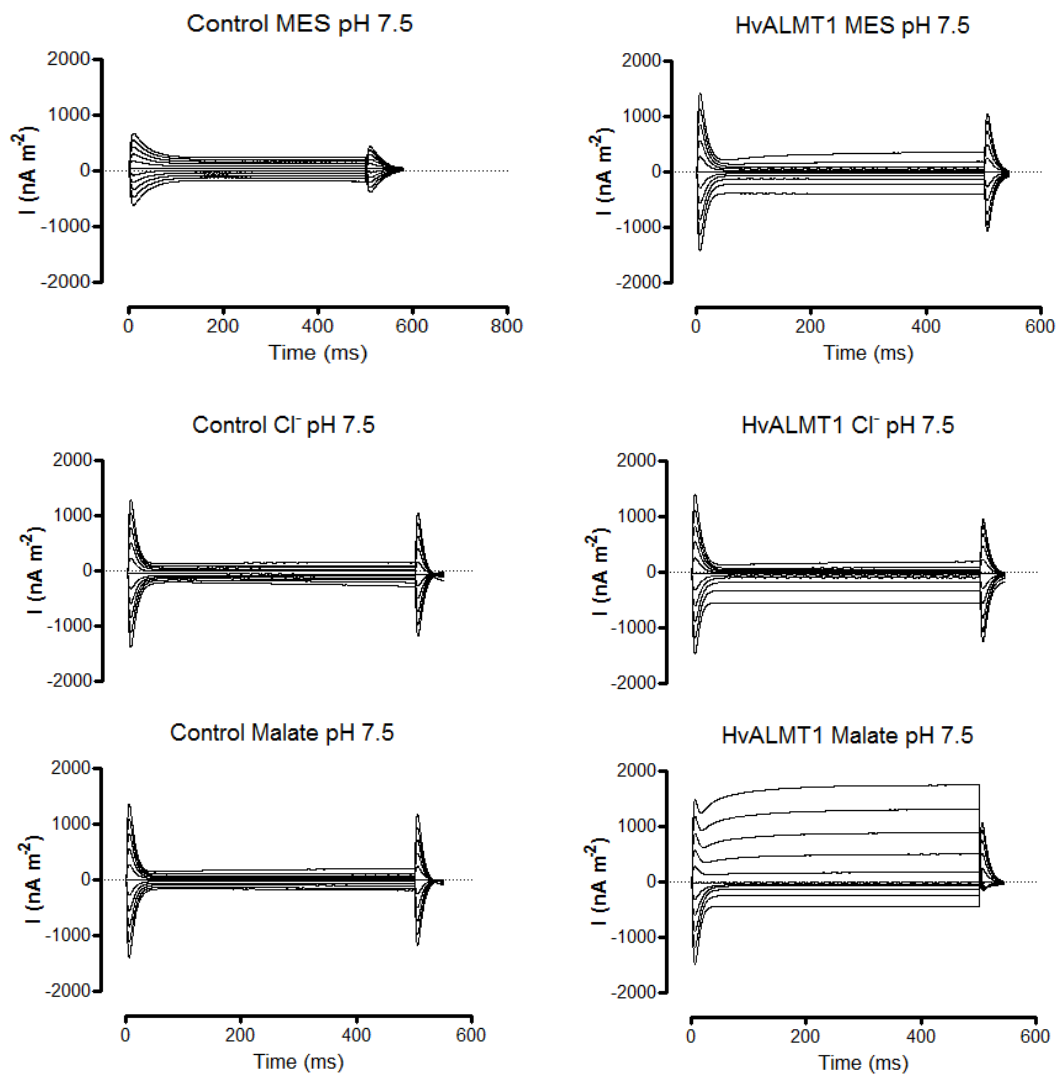 Control MES pH 7.5
HvALMT1 MES pH 7.5
I (nA m⁻²)
2000
1000
0
-1000
-2000
0 200 400 600 800
Time (ms)
I (nA m⁻²)
2000
1000
0
-1000
-2000
0 200 400 600
Time (ms)
Control Cl⁻ pH 7.5
HvALMT1 Cl⁻ pH 7.5
I (nA m⁻²)
2000
1000
0
-1000
-2000
I (nA m⁻²)
2000
1000
0
-1000
-2000
Control Malate pH 7.5
HvALMT1 Malate pH 7.5
I (nA m⁻²)
2000
1000
0
-1000
-2000
0 200 400 600
Time (ms)
I (nA m⁻²)
2000
1000
0
-1000
-2000
0 200 400 600
Time (ms)